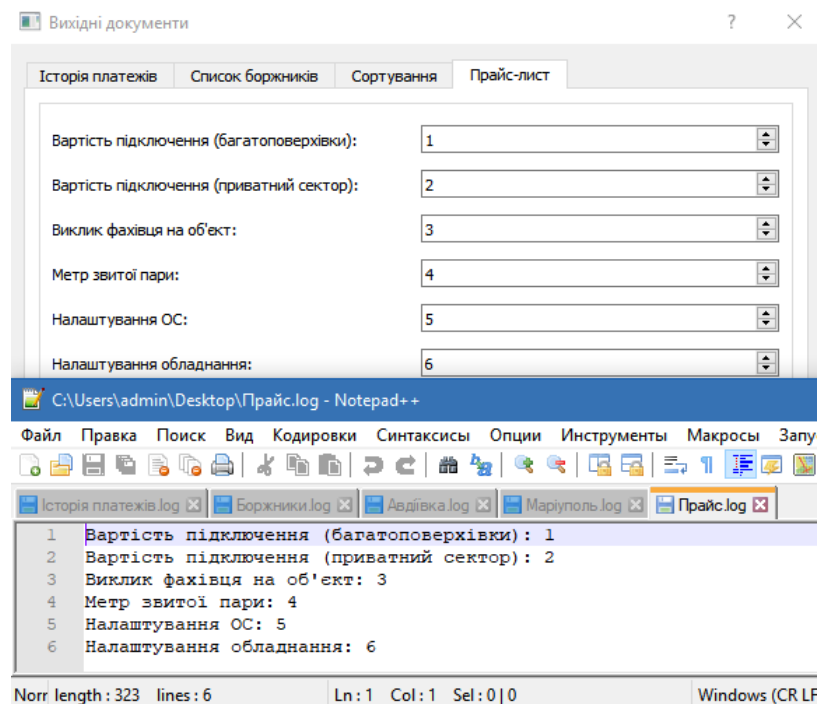 Вихідні документи ?
Історія платежів Список боржників Сортування Прайс-лист
Вартість підключення (багатоповерхівки): 1
Вартість підключення (приватний сектор): 2
Виклик фахівця на об'єкт: 3
Метр звитої пари: 4
Налаштування ОС: 5
Налаштування обладнання: 6
C:\Users\admin\Desktop\Прайс.log - Notepad++
Файл Правка Поиск Вид Кодировки Синтаксисы Опции Инструменты Макросы Запу
Історія платежів.log Боржники.log Авдіївка.log Маріуполь.log Прайс.log
1 Вартість підключення (багатоповерхівки): 1
2 Вартість підключення (приватний сектор): 2
3 Виклик фахівця на об'єкт: 3
4 Метр звитої пари: 4
5 Налаштування ОС: 5
6 Налаштування обладнання: 6
Norr length : 323 lines : 6 Ln : 1 Col : 1 Sel : 0 | 0 Windows (CR LF